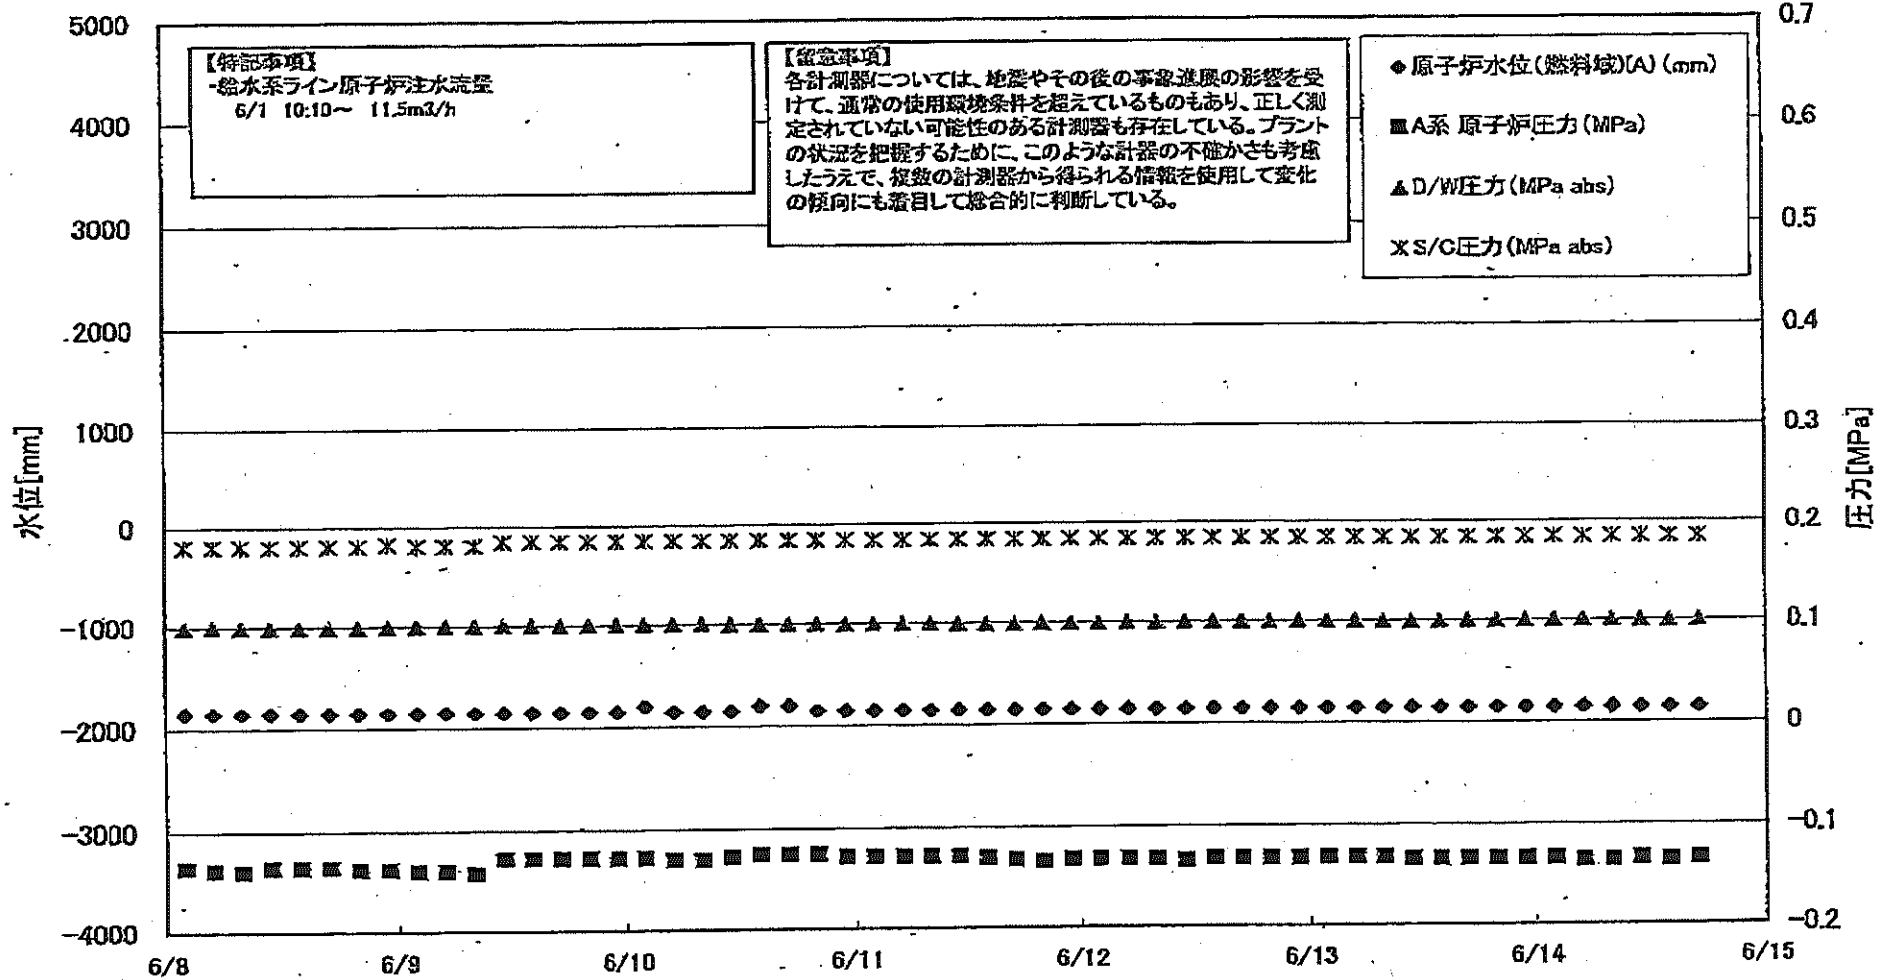 【特記事項】
-給水系ライン原子炉注水流量
6/1 10:10～ 11.5m3/h
【留意事項】
各計測器については、地震やその後の事象進展の影響を受
けて、通常の使用環境条件を超えているものもあり、正しく測
定されていない可能性のある計測器も存在している。プラント
の状況を把握するために、このような計器の不確かさも考慮
したうえで、複数の計測器から得られる情報を使用して変化
の傾向にも着目して総合的に判断している。
◆原子炉水位(燃料域)(A) (mm)
■A系 原子炉圧力(MPa)
▲D/W圧力(MPa abs)
S/C圧力(MPa abs)
水位[mm]
5000
4000
3000
2000
1000
0
-1000
-2000
-3000
-4000
圧力[MPa]
0.7
0.6
0.5
0.4
0.3
0.2
0.1
0
-0.1
-0.2
6/8 6/9 6/10 6/11 6/12 6/13 6/14 6/15